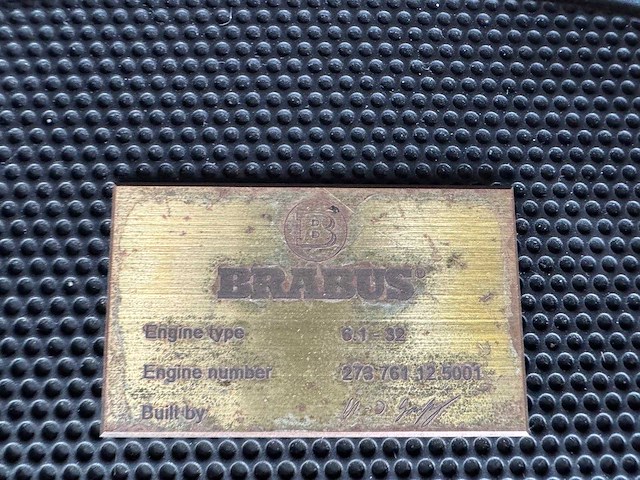 B
BRABUS®
Engine type 6.1 - 32
Engine number 273 761 12 5001
Built by